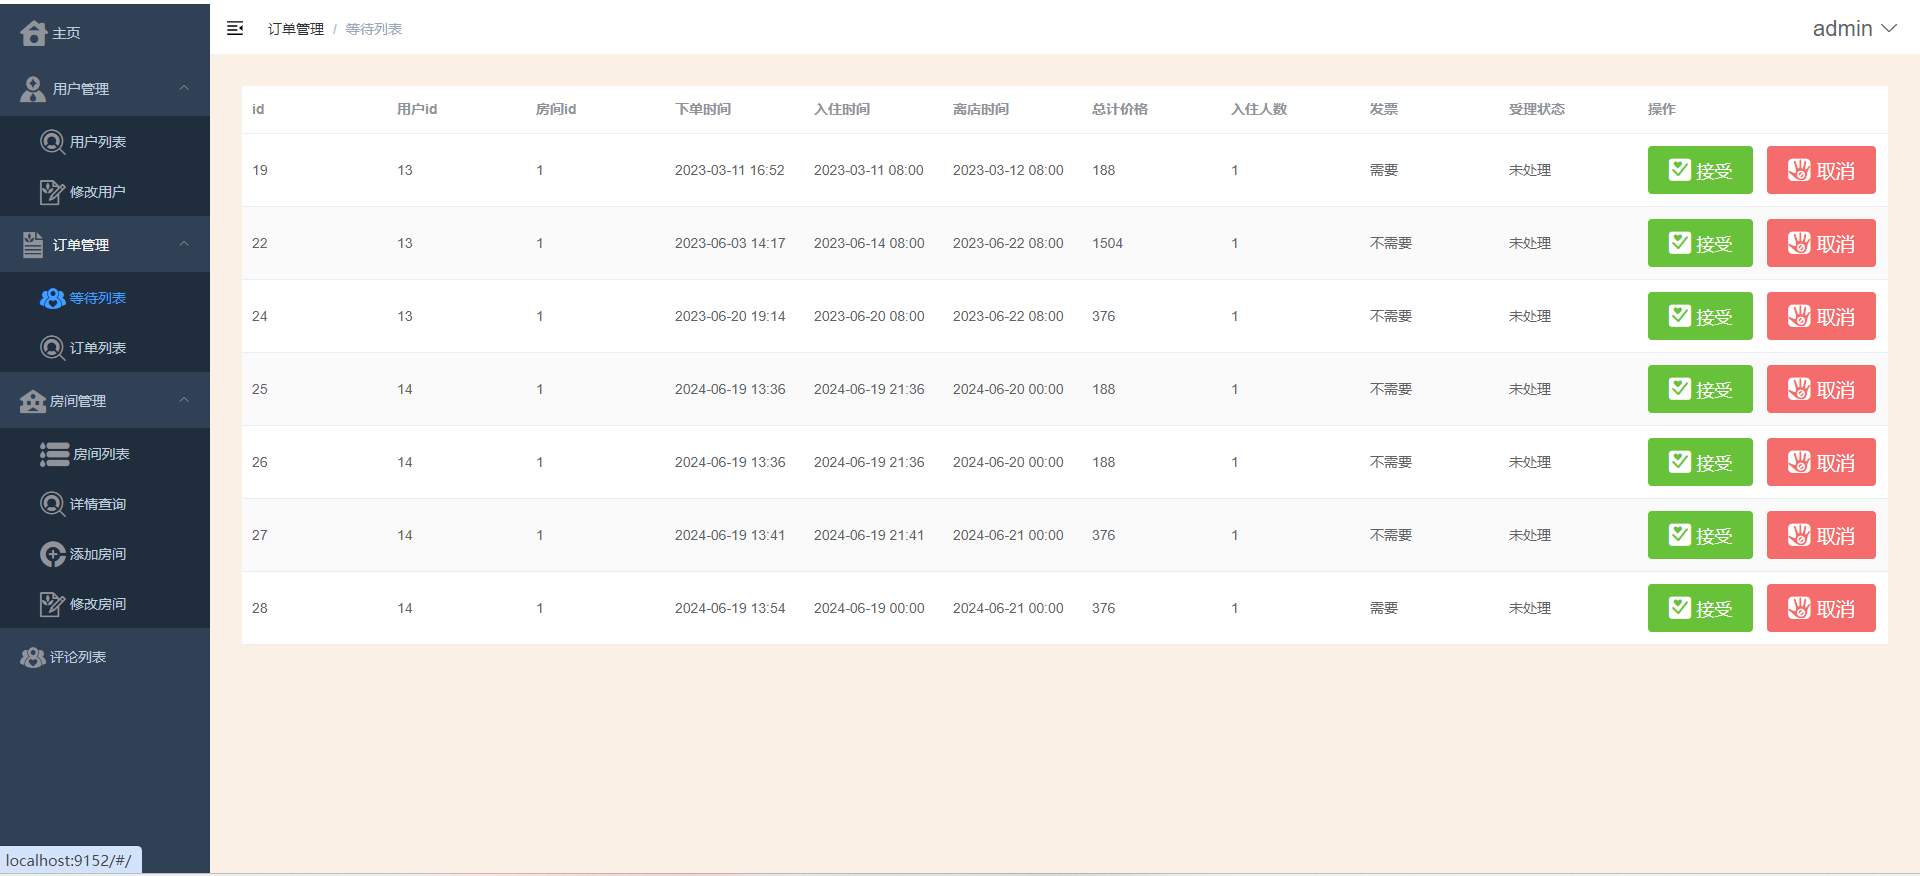 主页
用户管理
用户列表
修改用户
订单管理
等待列表
订单列表
房间管理
房间列表
详情查询
添加房间
修改房间
评论列表
localhost:9152/#/
订单管理 / 等待列表
admin
id 用户id 房间id 下单时间 入住时间 离店时间 总计价格 入住人数 发票 受理状态 操作
19 13 1 2023-03-11 16:52 2023-03-11 08:00 2023-03-12 08:00 188 1 需要 未处理 接受 取消
22 13 1 2023-06-03 14:17 2023-06-14 08:00 2023-06-22 08:00 1504 1 不需要 未处理 接受 取消
24 13 1 2023-06-20 19:14 2023-06-20 08:00 2023-06-22 08:00 376 1 不需要 未处理 接受 取消
25 14 1 2024-06-19 13:36 2024-06-19 21:36 2024-06-20 00:00 188 1 不需要 未处理 接受 取消
26 14 1 2024-06-19 13:36 2024-06-19 21:36 2024-06-20 00:00 188 1 不需要 未处理 接受 取消
27 14 1 2024-06-19 13:41 2024-06-19 21:41 2024-06-21 00:00 376 1 不需要 未处理 接受 取消
28 14 1 2024-06-19 13:54 2024-06-19 00:00 2024-06-21 00:00 376 1 需要 未处理 接受 取消